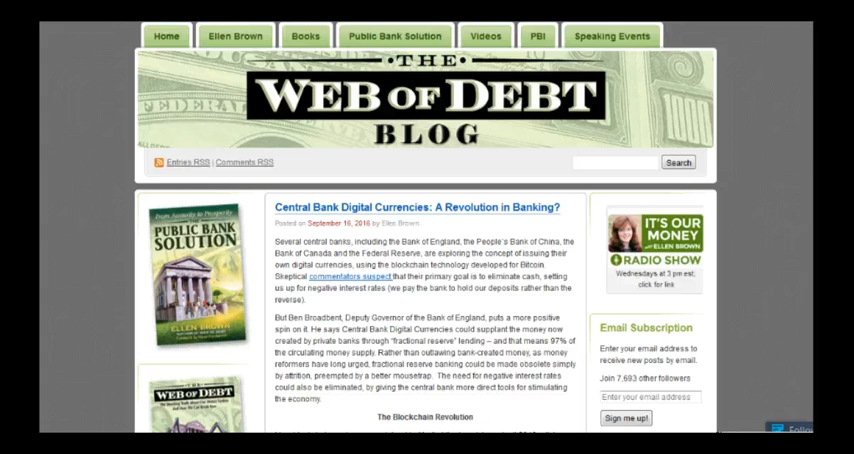 Home Ellen Brown Books Public Bank Solution Videos PBI Speaking Events
•THE•
WEB OF DEBT
BLOG
FEDERAL
1000
Entries RSS | Comments RSS
Search
From Austerity to Prosperity
THE
PUBLIC BANK
SOLUTION
ELLEN BROWN
THE
WEB OF DEBT
Central Bank Digital Currencies: A Revolution in Banking?
Posted on September 16, 2016 by Ellen Brown
Several central banks, including the Bank of England, the People's Bank of China, the
Bank of Canada and the Federal Reserve, are exploring the concept of issuing their
own digital currencies, using the blockchain technology developed for Bitcoin.
Skeptical commentators suspect that their primary goal is to eliminate cash, setting
us up for negative interest rates (we pay the bank to hold our deposits rather than the
reverse).
But Ben Broadbent, Deputy Governor of the Bank of England, puts a more positive
spin on it. He says Central Bank Digital Currencies could supplant the money now
created by private banks through “fractional reserve” lending – and that means 97% of
the circulating money supply. Rather than outlawing bank-created money, as money
reformers have long urged, fractional reserve banking could be made obsolete simply
by attrition, preempted by a better mousetrap. The need for negative interest rates
could also be eliminated, by giving the central bank more direct tools for stimulating
the economy.
The Blockchain Revolution
IT'S OUR
MONEY
WITH ELLEN BROWN
RADIO SHOW
Wednesdays at 3 pm est;
click for link
Email Subscription
Enter your email address to
receive new posts by email.
Join 7,693 other followers
Enter your email address
Sign me up!